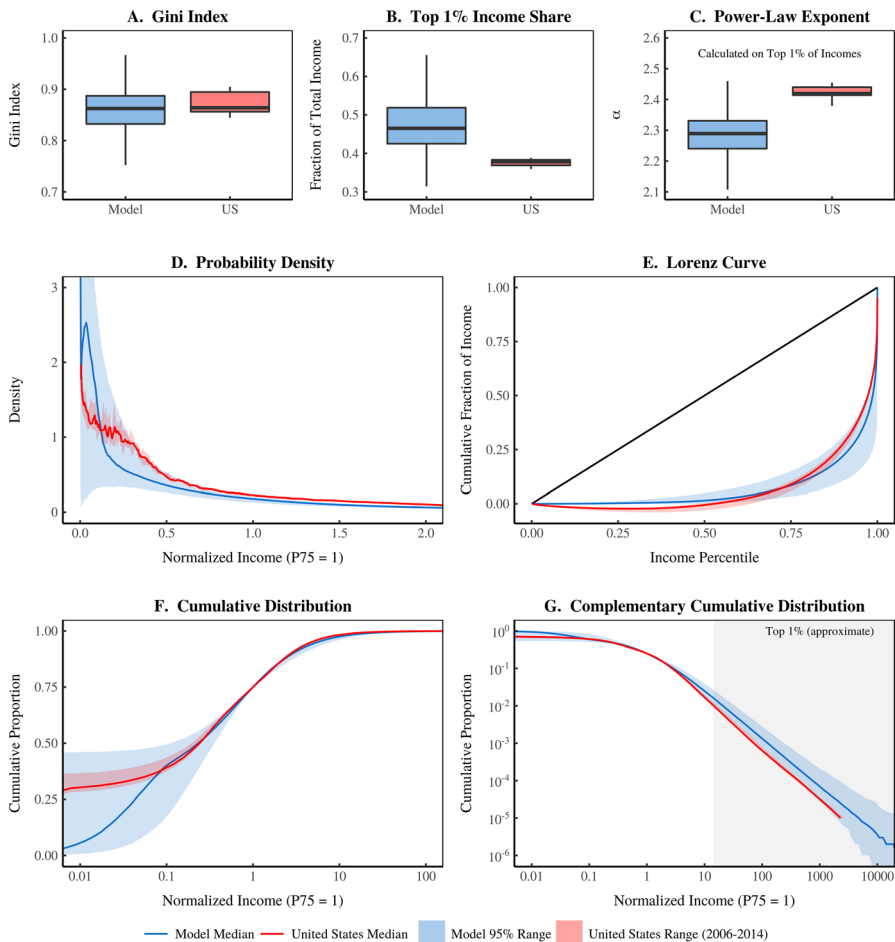 A. Gini Index
B. Top 1% Income Share
C. Power-Law Exponent
Gini Index
1.0
0.9
0.8
0.7
Model
US
Fraction of Total Income
0.7
0.6
0.5
0.4
0.3
Model
US
Calculated on Top 1% of Incomes
α
2.6
2.5
2.4
2.3
2.2
2.1
Model
US
D. Probability Density
E. Lorenz Curve
Density
3
2
1
0
0.0
0.5
1.0
1.5
2.0
Normalized Income (P75 = 1)
Cumulative Fraction of Income
1.00
0.75
0.50
0.25
0.00
0.00
0.25
0.50
0.75
1.00
Income Percentile
F. Cumulative Distribution
G. Complementary Cumulative Distribution
Cumulative Proportion
1.00
0.75
0.50
0.25
0.00
0.01
0.1
1
10
100
Normalized Income (P75 = 1)
Top 1% (approximate)
Cumulative Proportion
10⁰
10⁻¹
10⁻²
10⁻³
10⁻⁴
10⁻⁵
10⁻⁶
0.01
0.1
1
10
100
1000
10000
Normalized Income (P75 = 1)
Model Median
United States Median
Model 95% Range
United States Range (2006-2014)